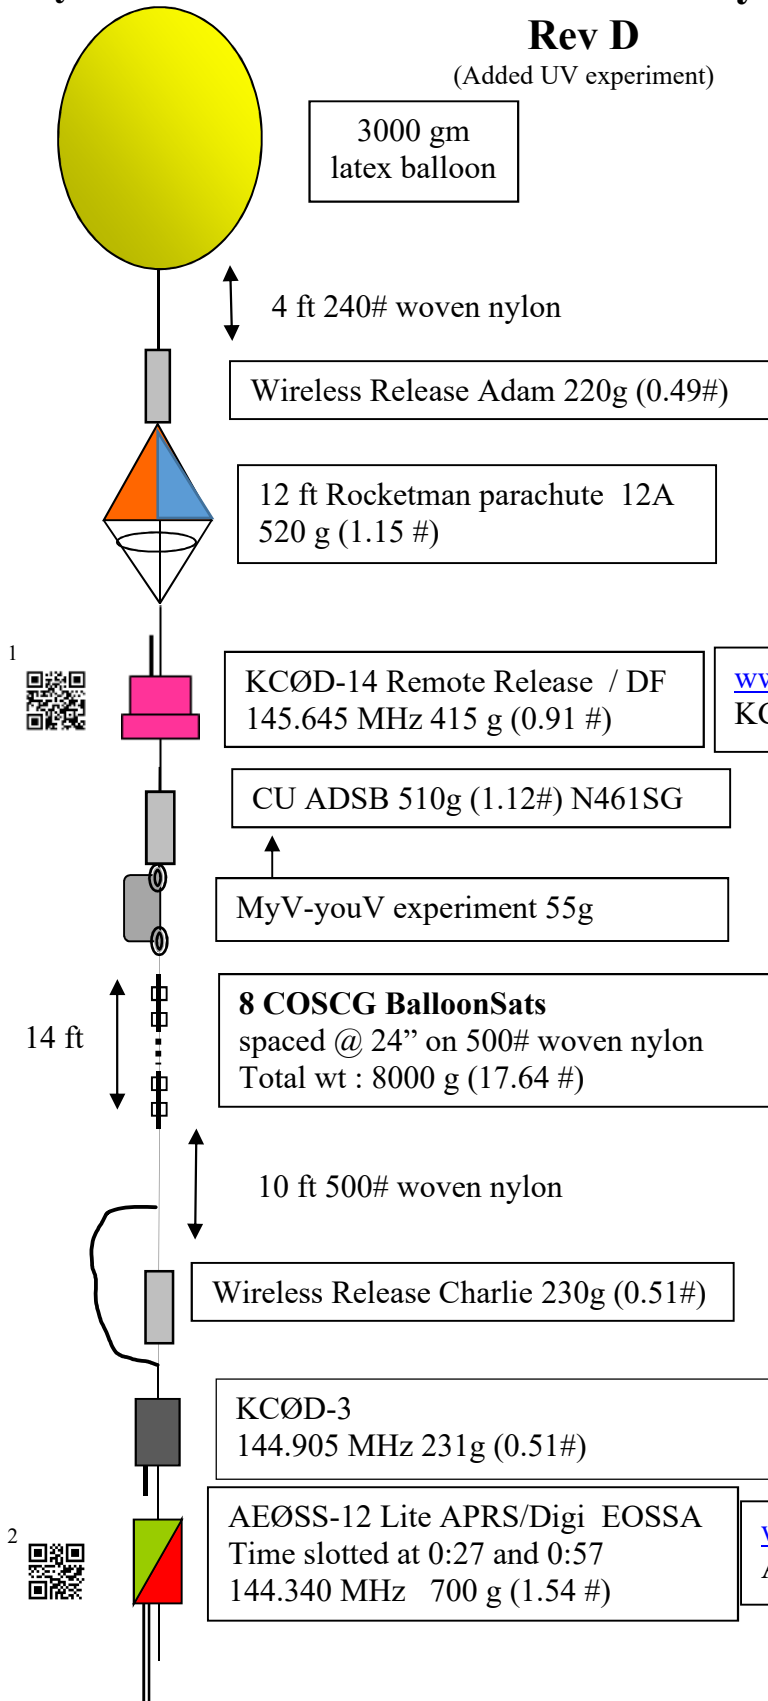 Rev D
(Added UV experiment)
3000 gm
latex balloon
4 ft 240# woven nylon
Wireless Release Adam 220g (0.49#)
12 ft Rocketman parachute 12A
520 g (1.15 #)
1
KCØD-14 Remote Release / DF
145.645 MHz 415 g (0.91 #)
CU ADSB 510g (1.12#) N461SG
MyV-youV experiment 55g
14 ft
8 COSCG BalloonSats
spaced @ 24” on 500# woven nylon
Total wt : 8000 g (17.64 #)
10 ft 500# woven nylon
Wireless Release Charlie 230g (0.51#)
KCØD-3
144.905 MHz 231g (0.51#)
2
AEØSS-12 Lite APRS/Digi EOSSA
Time slotted at 0:27 and 0:57
144.340 MHz 700 g (1.54 #)